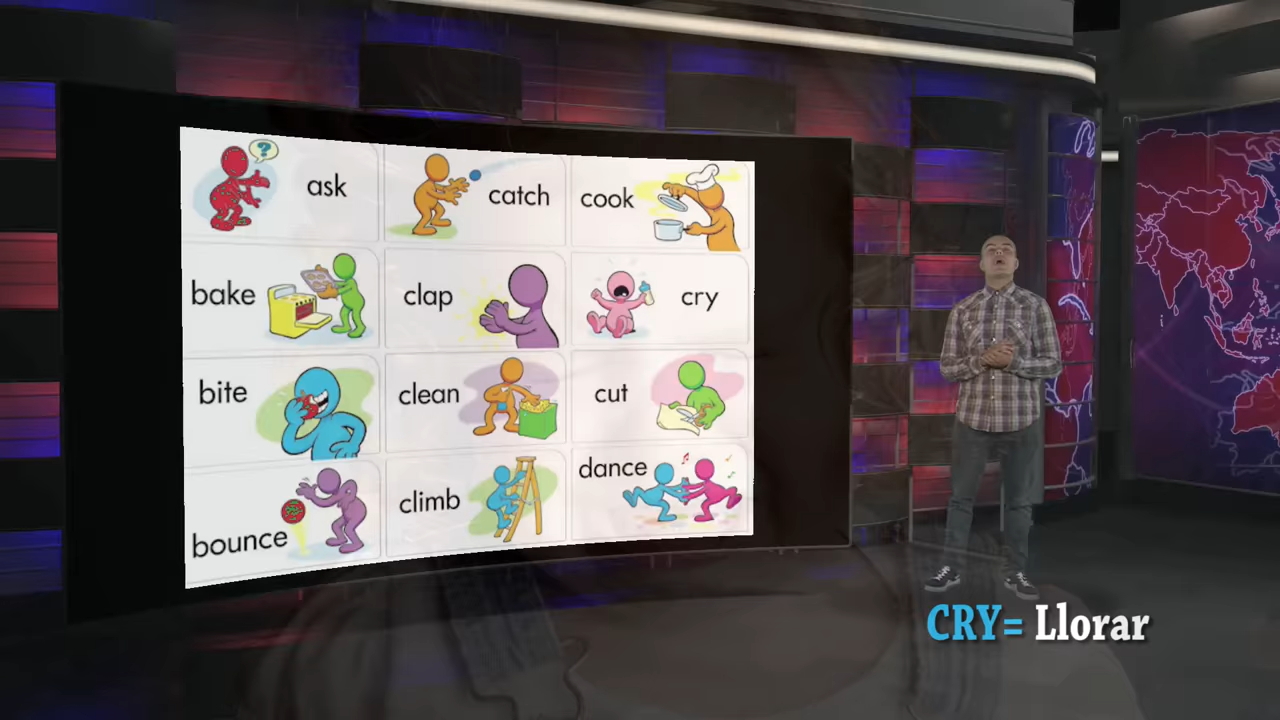 ?
ask
catch
cook
bake
clap
cry
bite
clean
cut
bounce
climb
dance
CRY= Llorar